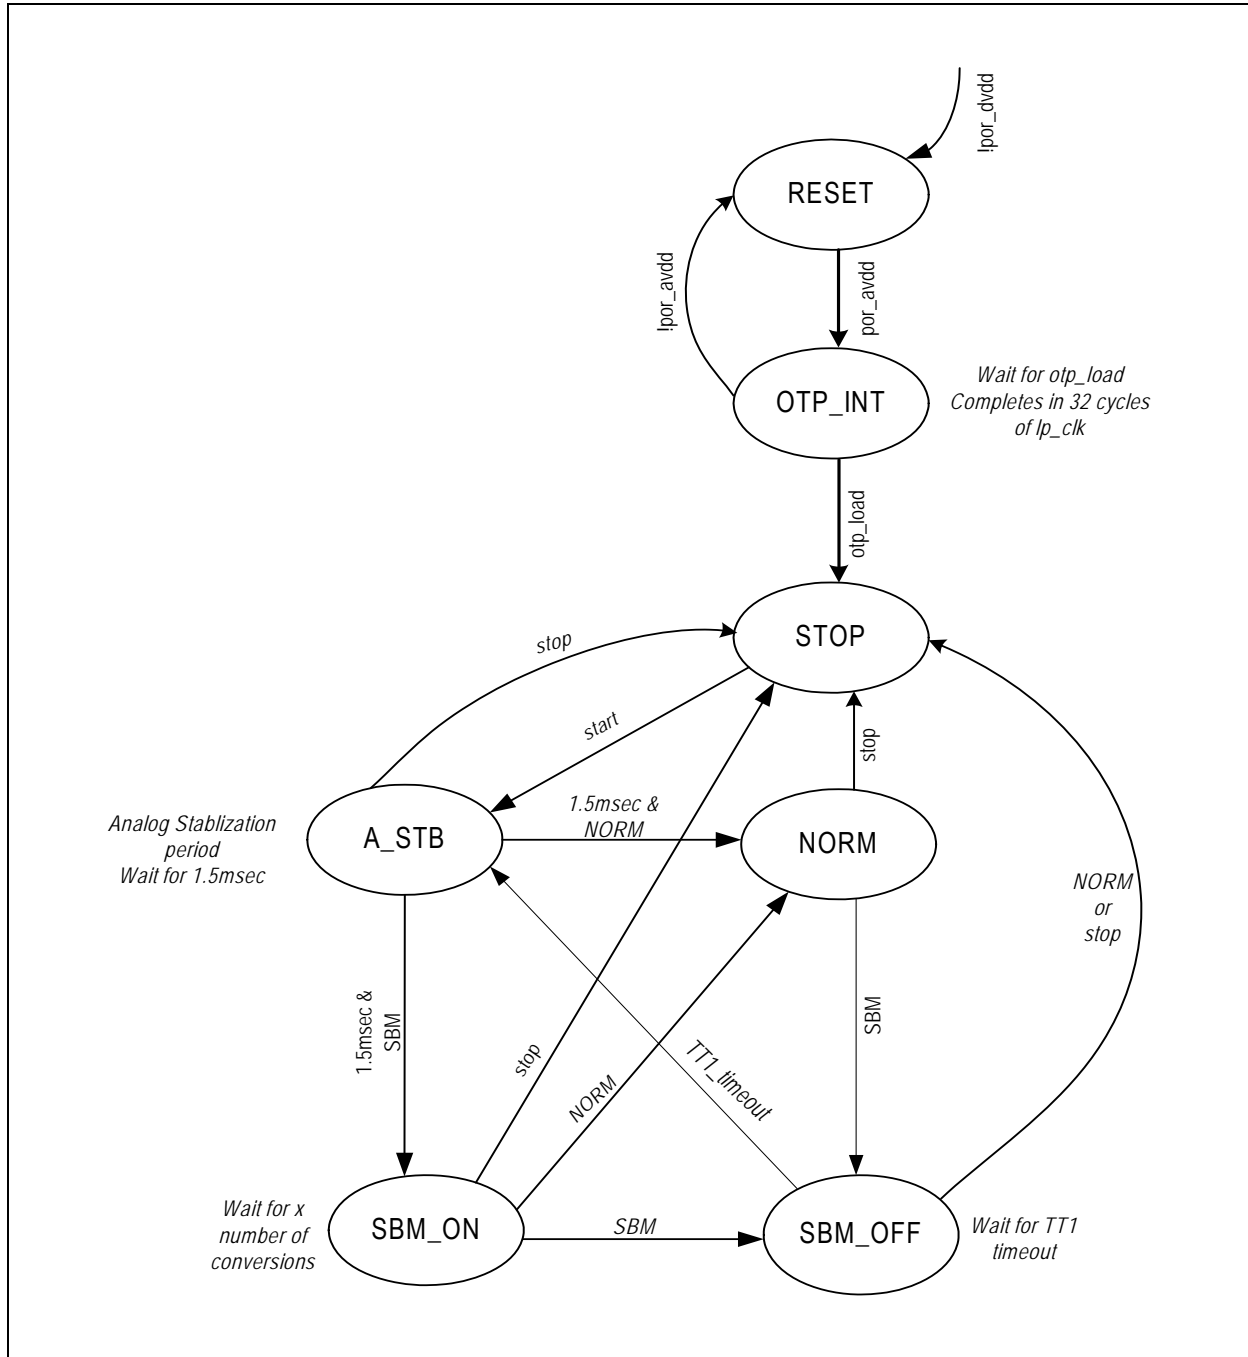 !por_dvdd
RESET
!por_avdd
por_avdd
OTP_INT
Wait for otp_load
Completes in 32 cycles
of lp_clk
otp_load
STOP
stop
start
stop
1.5msec &
NORM
Analog Stablization
period
Wait for 1.5msec
A_STB
NORM
NORM
or
stop
1.5msec &
SBM
stop
NORM
TT1_timeout
SBM
Wait for x
number of
conversions
SBM_ON
SBM
SBM_OFF
Wait for TT1
timeout